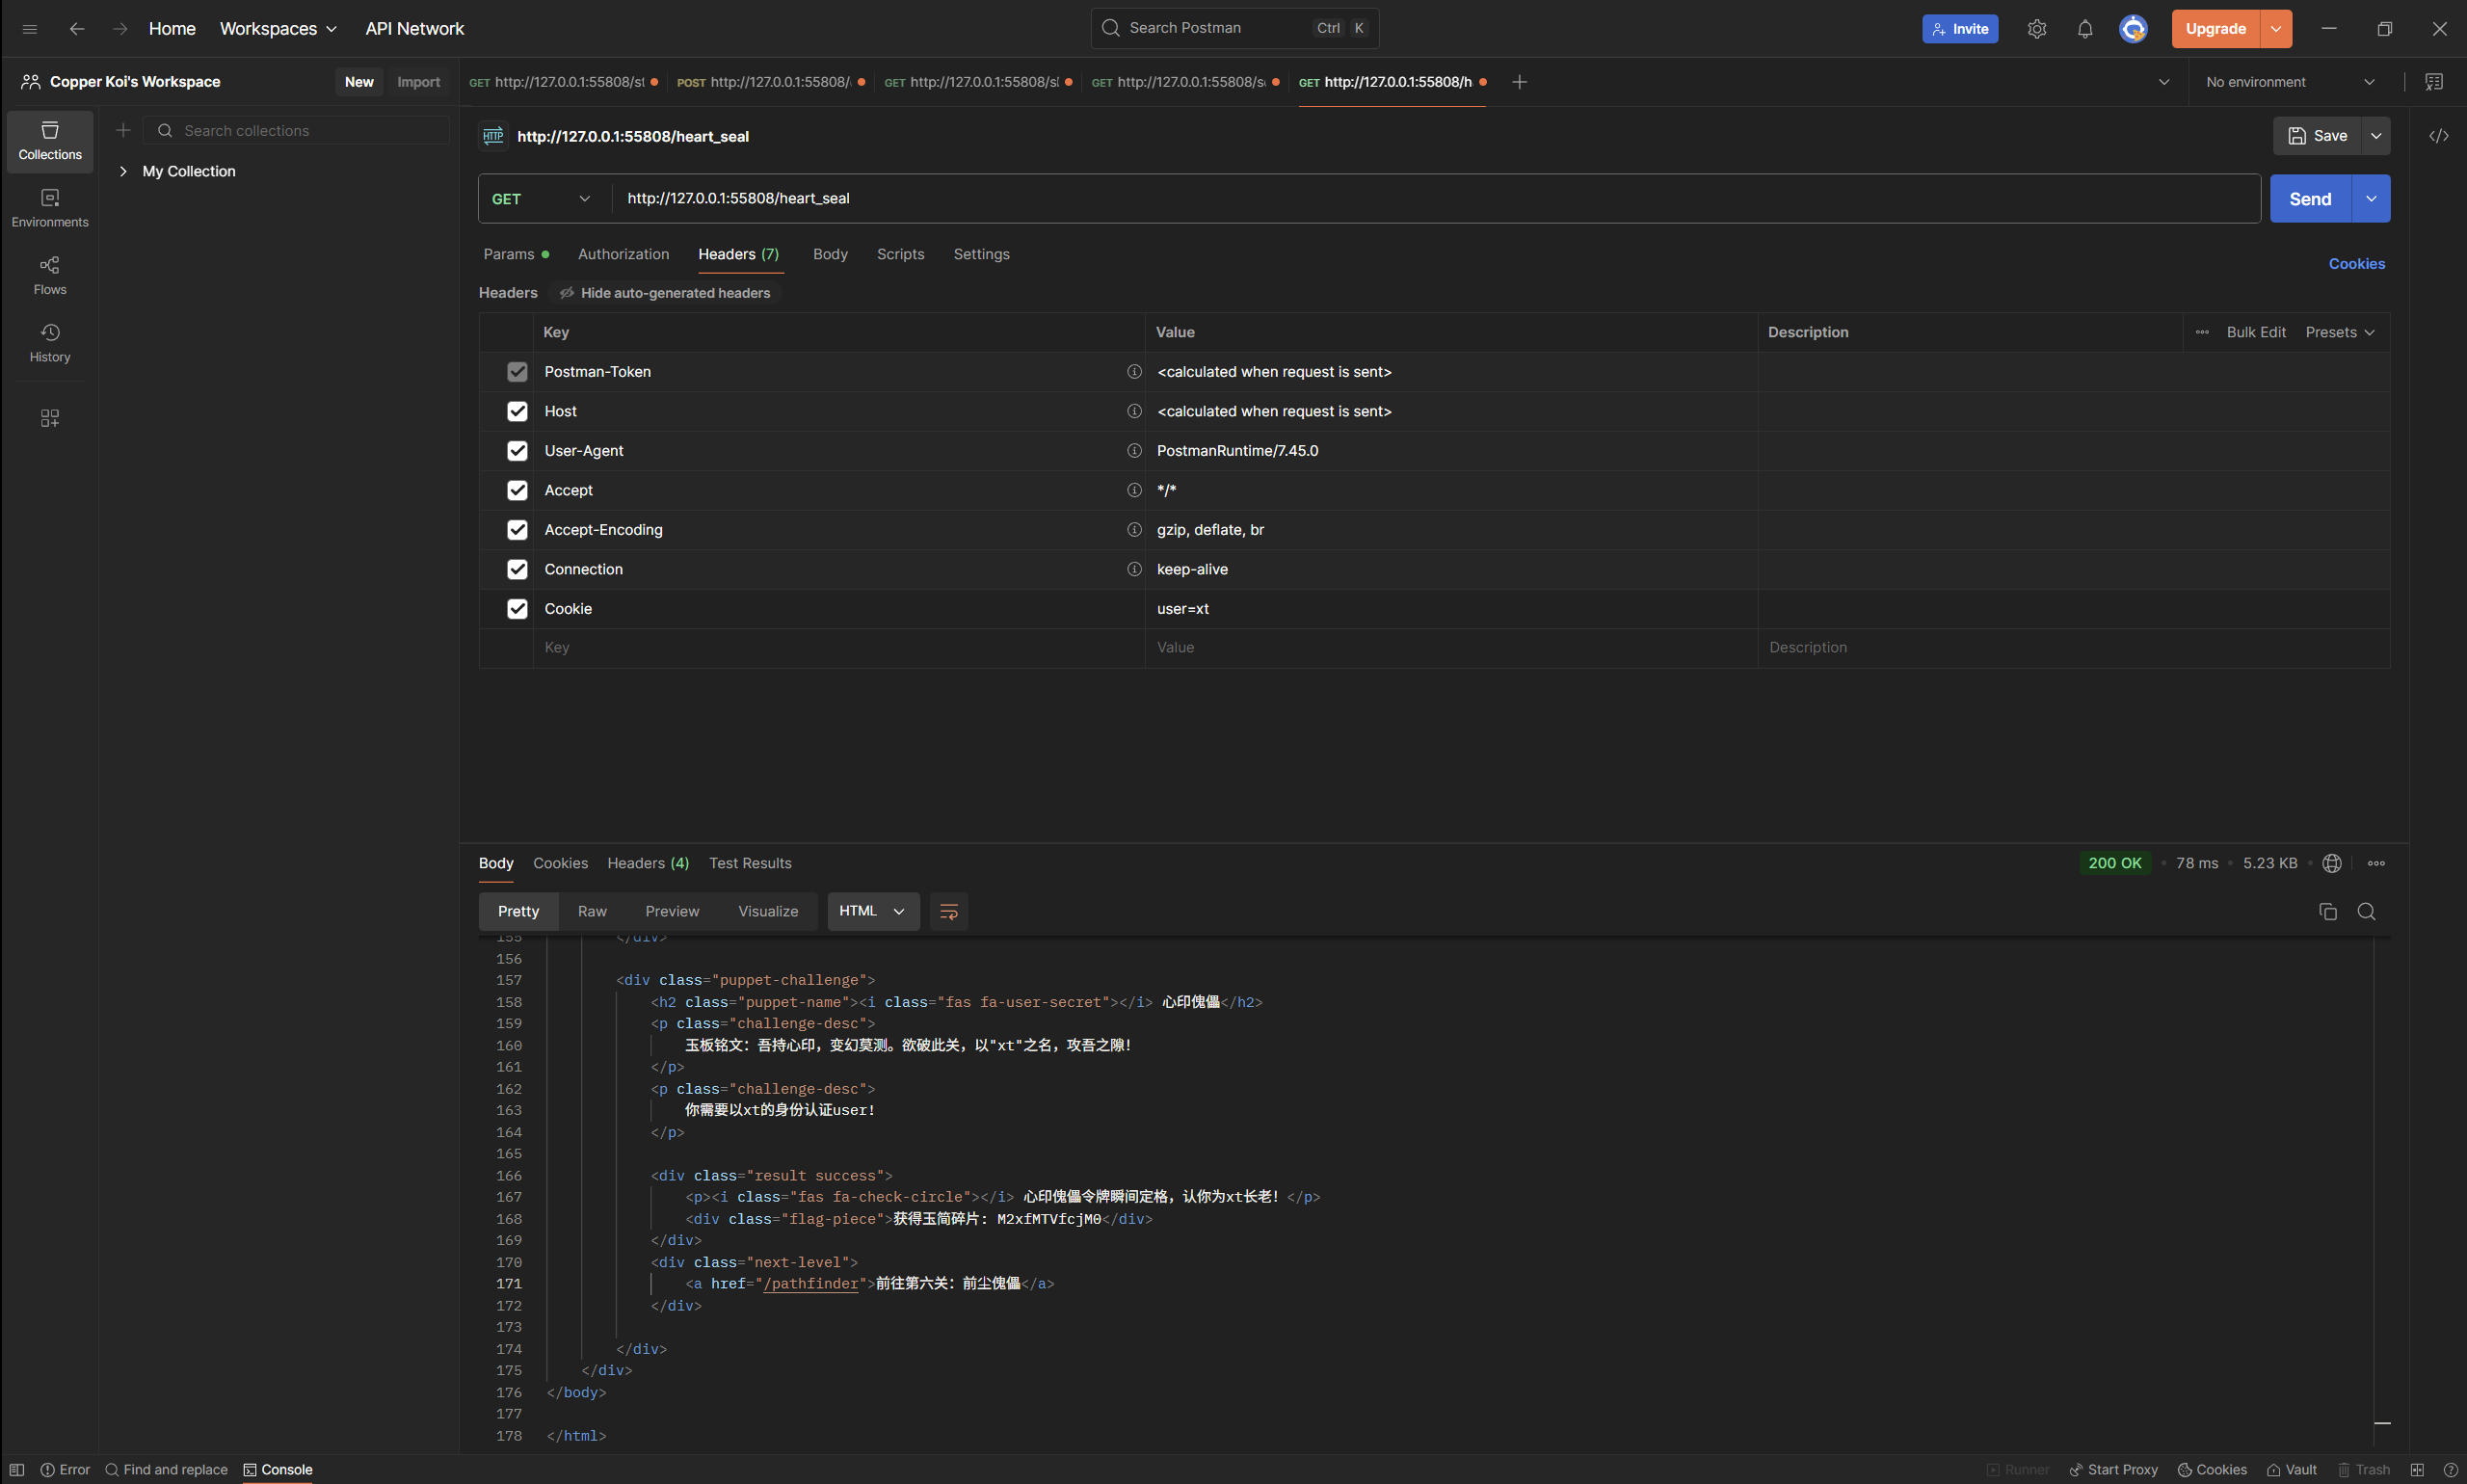 Home Workspaces API Network Search Postman Ctrl K Invite Upgrade
Copper Koi's Workspace New Import
GET http://127.0.0.1:55808/st POST http://127.0.0.1:55808/ GET http://127.0.0.1:55808/sl GET http://127.0.0.1:55808/s GET http://127.0.0.1:55808/h No environment
Collections
Environments
Flows
History
Search collections
My Collection
HTTP http://127.0.0.1:55808/heart_seal Save
GET http://127.0.0.1:55808/heart_seal Send
Params Authorization Headers (7) Body Scripts Settings Cookies
Headers Hide auto-generated headers
Key Value Description Bulk Edit Presets
Postman-Token <calculated when request is sent>
Host <calculated when request is sent>
User-Agent PostmanRuntime/7.45.0
Accept */*
Accept-Encoding gzip, deflate, br
Connection keep-alive
Cookie user=xt
Key Value Description
Body Cookies Headers (4) Test Results 200 OK 78 ms 5.23 KB
Pretty Raw Preview Visualize HTML
155 </div>
156
157 <div class="puppet-challenge">
158 <h2 class="puppet-name"><i class="fas fa-user-secret"></i> 心印傀儡</h2>
159 <p class="challenge-desc">
160 玉板铭文：吾持心印，变幻莫测。欲破此关，以"xt"之名，攻吾之隙！
161 </p>
162 <p class="challenge-desc">
163 你需要以xt的身份认证user！
164 </p>
165
166 <div class="result success">
167 <p><i class="fas fa-check-circle"></i> 心印傀儡令牌瞬间定格，认你为xt长老！</p>
168 <div class="flag-piece">获得玉简碎片: M2xfMTVfcjM0</div>
169 </div>
170 <div class="next-level">
171 <a href="/pathfinder">前往第六关：前尘傀儡</a>
172 </div>
173
174 </div>
175 </div>
176 </body>
177
178 </html>
Error Find and replace Console Runner Start Proxy Cookies Vault Trash